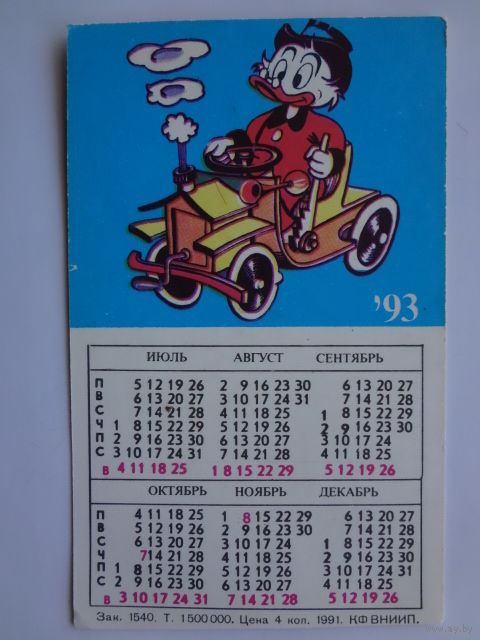 '93
ИЮЛЬ АВГУСТ СЕНТЯБРЬ
П 5 12 19 26 2 9 16 23 30 6 13 20 27
В 6 13 20 27 3 10 17 24 31 7 14 21 28
С 7 14 21 28 4 11 18 25 1 8 15 22 29
Ч 1 8 15 22 29 5 12 19 26 2 9 16 23 30
П 2 9 16 23 30 6 13 20 27 3 10 17 24
С 3 10 17 24 31 7 14 21 28 4 11 18 25
В 4 11 18 25 1 8 15 22 29 5 12 19 26
ОКТЯБРЬ НОЯБРЬ ДЕКАБРЬ
П 4 11 18 25 1 8 15 22 29 6 13 20 27
В 5 12 19 26 2 9 16 23 30 7 14 21 28
С 6 13 20 27 3 10 17 24 1 8 15 22 29
Ч 7 14 21 28 4 11 18 25 2 9 16 23 30
П 1 8 15 22 29 5 12 19 26 3 10 17 24 31
С 2 9 16 23 30 6 13 20 27 4 11 18 25
В 3 10 17 24 31 7 14 21 28 5 12 19 26
Зак. 1540. Т. 1 500 000. Цена 4 коп. 1991. КФ ВНИИП.
ay.by